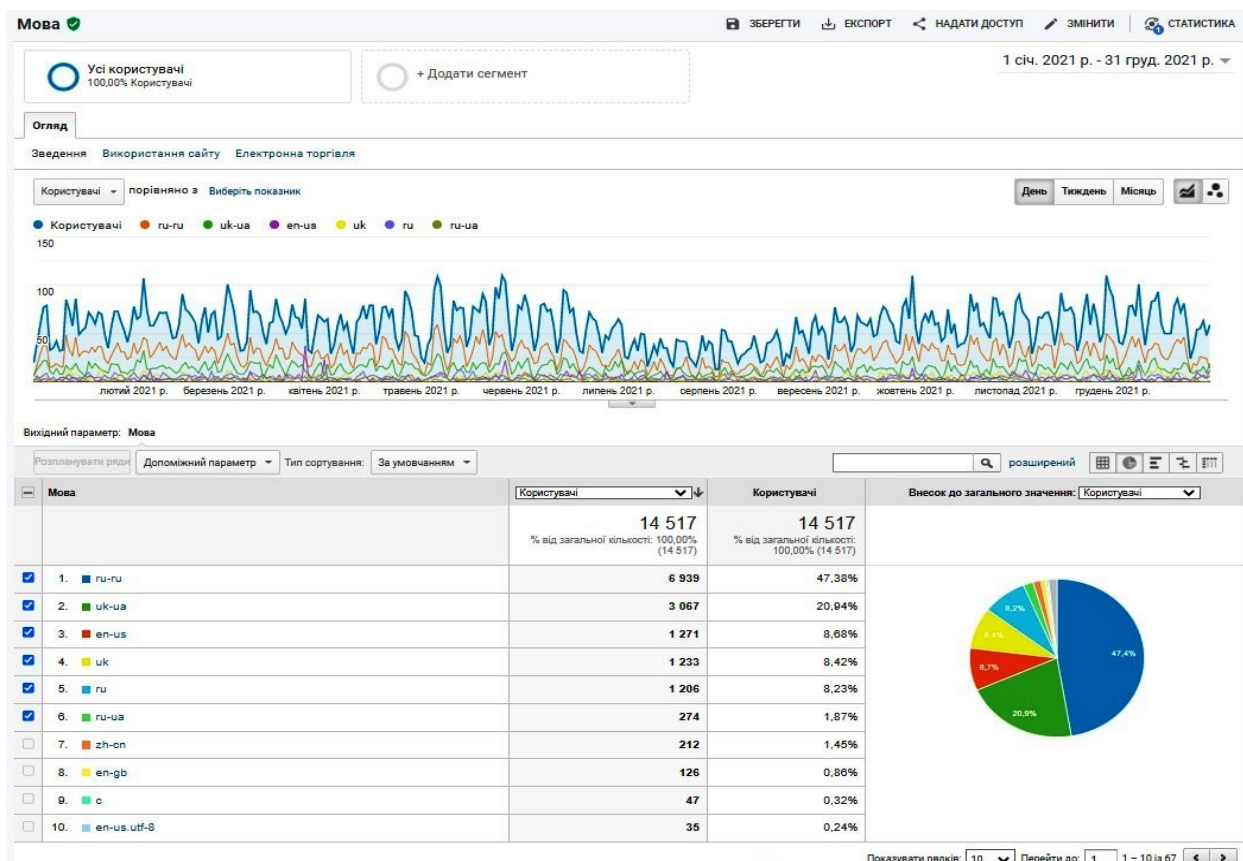 Мова
ЗБЕРЕГТИ ЕКСПОРТ НАДАТИ ДОСТУП ЗМІНИТИ СТАТИСТИКА
1
Усі користувачі
100,00% Користувачі
+ Додати сегмент
1 січ. 2021 р. - 31 груд. 2021 р.
Огляд
Зведення Використання сайту Електронна торгівля
Користувачі порівняно з Виберіть показник
День Тиждень Місяць
Користувачі ru-ru uk-ua en-us uk ru ru-ua
150
100
50
лютий 2021 р. березень 2021 р. квітень 2021 р. травень 2021 р. червень 2021 р. липень 2021 р. серпень 2021 р. вересень 2021 р. жовтень 2021 р. листопад 2021 р. грудень 2021 р.
Вихідний параметр: Мова
Розпланувати ряди Допоміжний параметр Тип сортування: За умовчанням розширений
Мова Користувачі Користувачі Внесок до загального значення: Користувачі
14 517 14 517
% від загальної кількості: 100,00% (14 517) % від загальної кількості: 100,00% (14 517)
1. ru-ru 6 939 47,38%
2. uk-ua 3 067 20,94%
3. en-us 1 271 8,68%
4. uk 1 233 8,42%
5. ru 1 206 8,23%
6. ru-ua 274 1,87%
7. zh-cn 212 1,45%
8. en-gb 126 0,86%
9. c 47 0,32%
10. en-us.utf-8 35 0,24%
8,2%
8,4%
47,4%
8,7%
20,9%
Показувати рядків: 10 Перейти до: 1 1 – 10 із 67